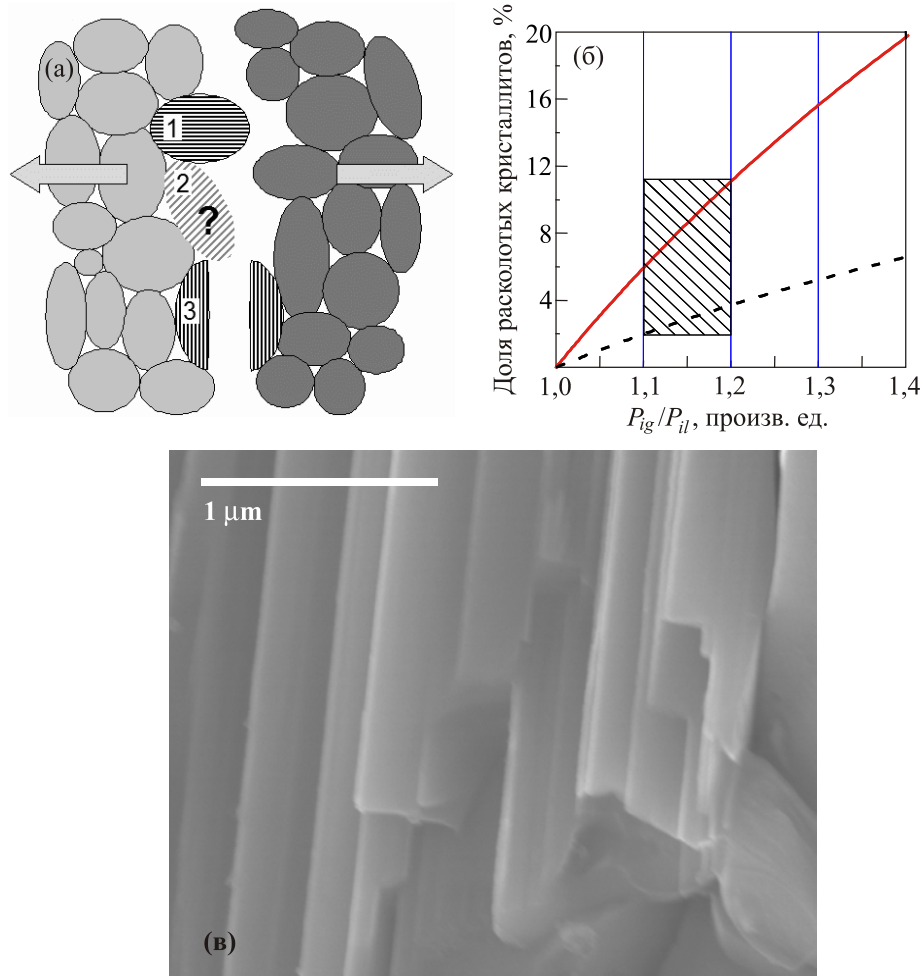 (а)
1
2
?
3
(б)
Доля расколотых кристаллитов, %
20
16
12
8
4
1,0
1,1
1,2
1,3
1,4
P_ig/P_il, произв. ед.
1 μm
(в)